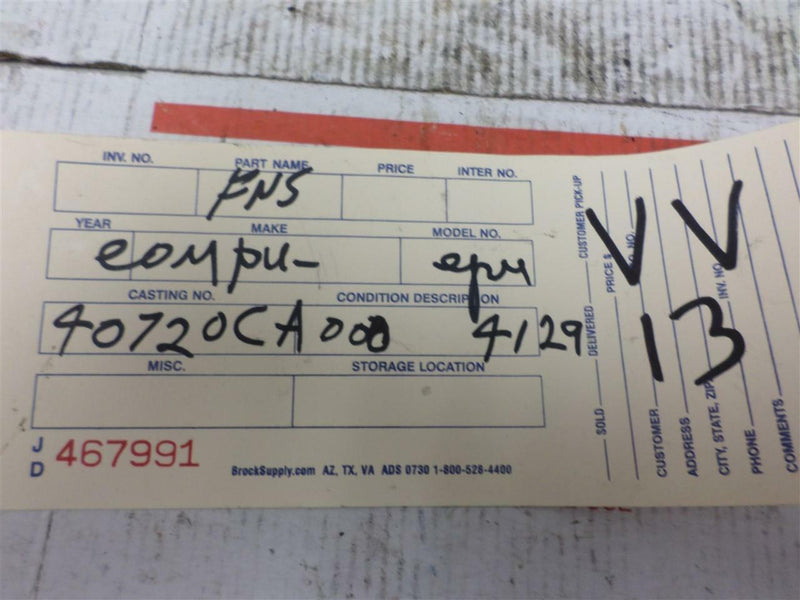 INV. NO. PART NAME PRICE INTER NO.
FNS
YEAR MAKE MODEL NO.
compu-
CASTING NO. CONDITION DESCRIPTION
40720CA000 4129
MISC. STORAGE LOCATION
JD 467991
BrockSupply.com AZ, TX, VA ADS 0730 1-800-528-4400
SOLD DELIVERED CUSTOMER PICK-UP
PRICE $
CUSTOMER NO.
ADDRESS
CITY, STATE, ZIP INV. NO.
PHONE
COMMENTS
VV
13